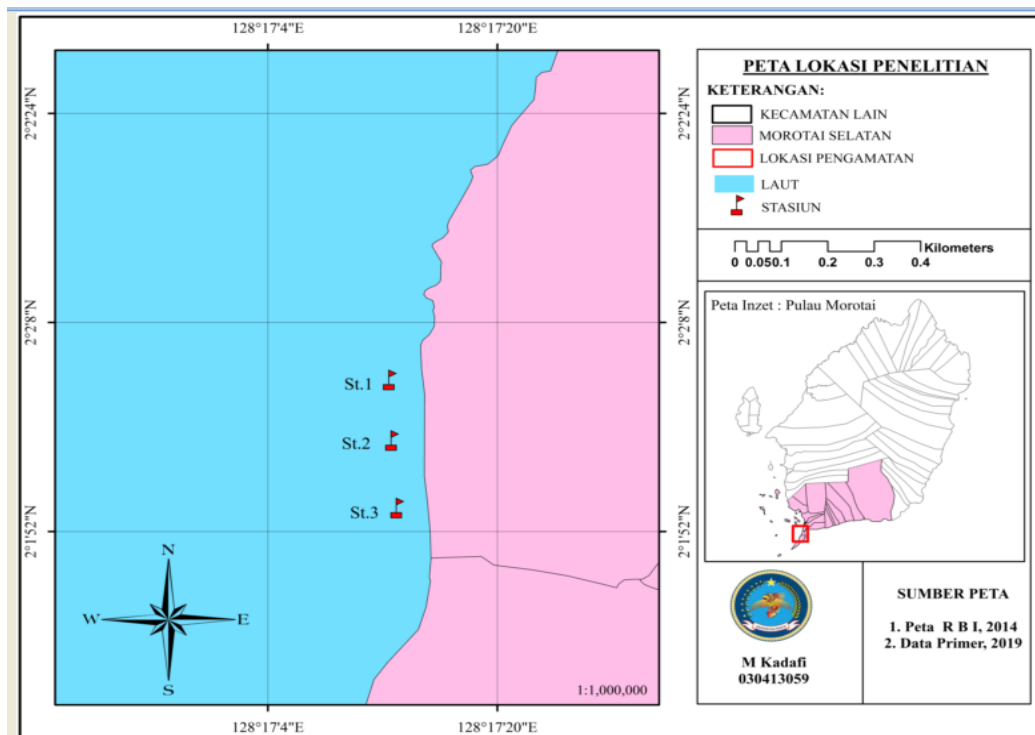 128°17'4"E
128°17'20"E
2°2'24"N
2°2'24"N
2°2'8"N
2°2'8"N
2°1'52"N
2°1'52"N
St.1
St.2
St.3
N
W
E
S
1:1,000,000
128°17'4"E
128°17'20"E
PETA LOKASI PENELITIAN
KETERANGAN:
KECAMATAN LAIN
MOROTAI SELATAN
LOKASI PENGAMATAN
LAUT
STASIUN
Kilometers
0 0.050.1 0.2 0.3 0.4
Peta Inzet : Pulau Morotai
M Kadafi
030413059
SUMBER PETA
1. Peta R B I, 2014
2. Data Primer, 2019